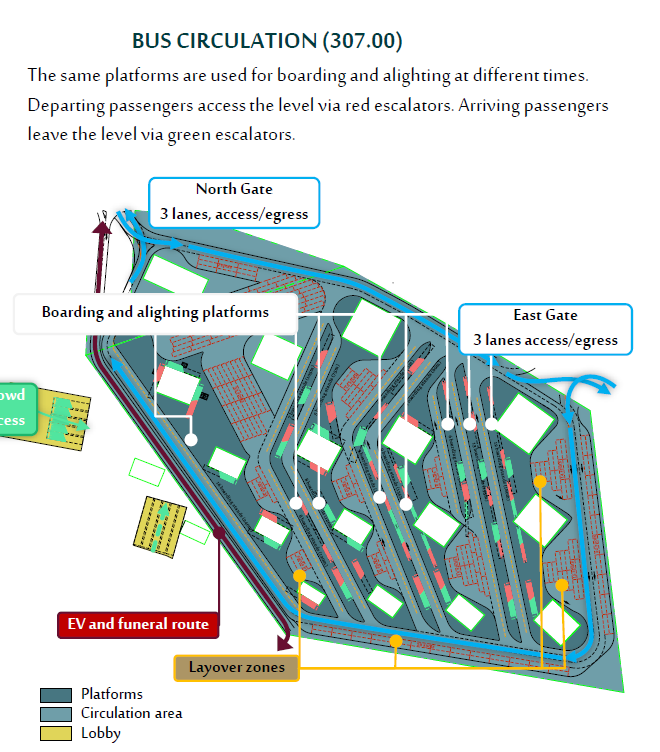 BUS CIRCULATION (307.00)
The same platforms are used for boarding and alighting at different times.
Departing passengers access the level via red escalators. Arriving passengers
leave the level via green escalators.
North Gate
3 lanes, access/egress
Boarding and alighting platforms
East Gate
3 lanes access/egress
owd
cess
EV and funeral route
Layover zones
Platforms
Circulation area
Lobby